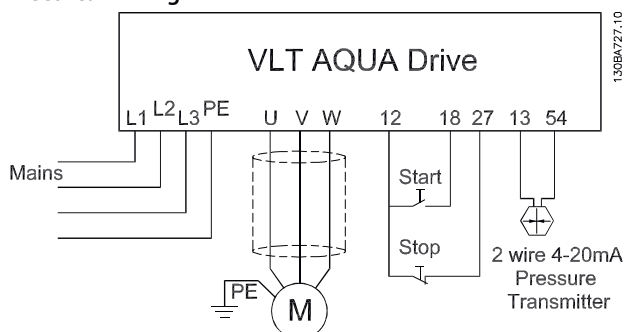 130BA727.10
VLT AQUA Drive
L1 L2 L3 PE U V W 12 18 27 13 54
Mains
Start
Stop
2 wire 4-20mA
Pressure
Transmitter
PE
M